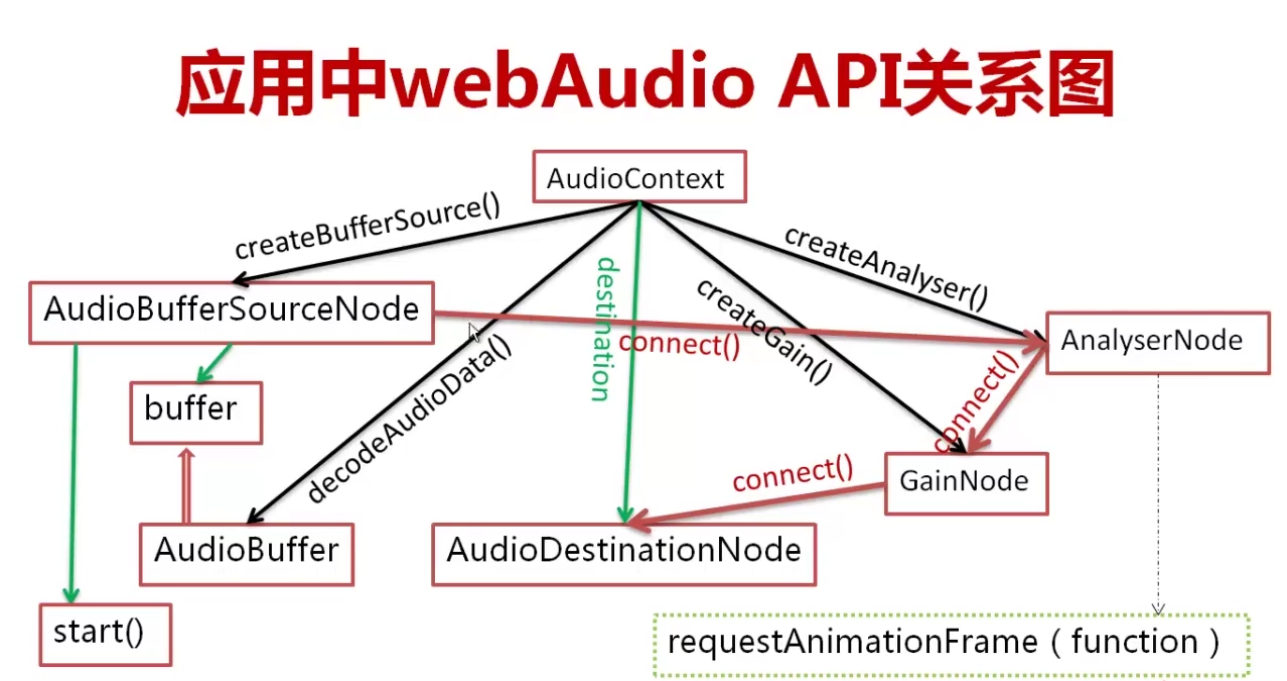 应用中webAudio API关系图
AudioContext
createBufferSource()
createAnalyser()
destination
createGain()
AudioBufferSourceNode
connect()
AnalyserNode
decodeAudioData()
connect()
buffer
connect()
GainNode
AudioBuffer
AudioDestinationNode
start()
requestAnimationFrame（function）